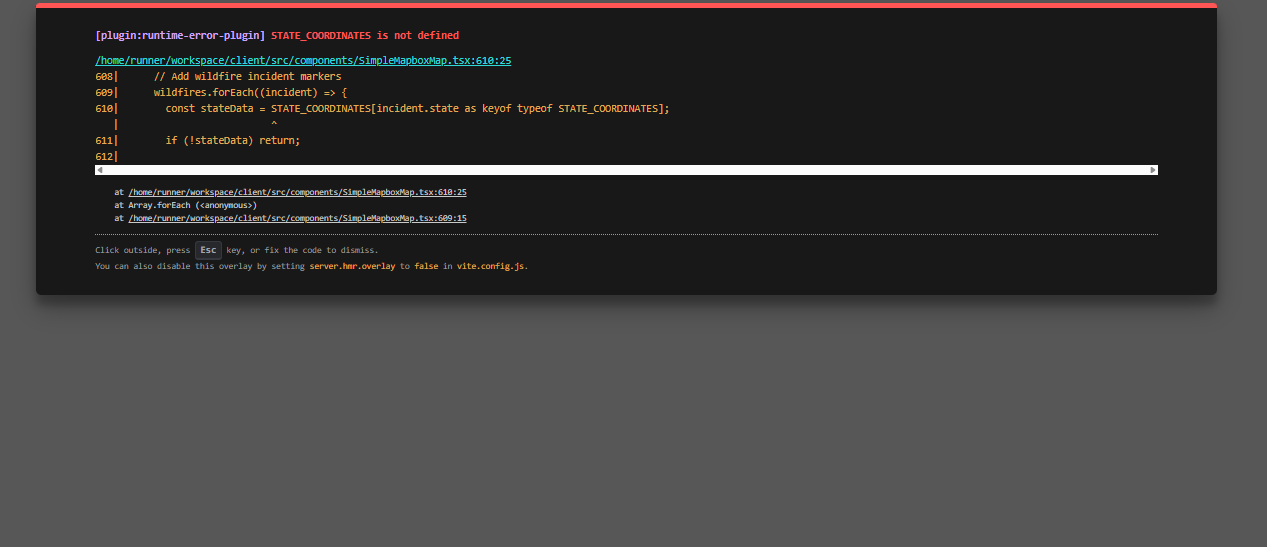 [plugin:runtime-error-plugin] STATE_COORDINATES is not defined
/home/runner/workspace/client/src/components/SimpleMapboxMap.tsx:610:25
608|      // Add wildfire incident markers
609|      wildfires.forEach((incident) => {
610|        const stateData = STATE_COORDINATES[incident.state as keyof typeof STATE_COORDINATES];
   |                          ^
611|        if (!stateData) return;
612|
at /home/runner/workspace/client/src/components/SimpleMapboxMap.tsx:610:25
at Array.forEach (<anonymous>)
at /home/runner/workspace/client/src/components/SimpleMapboxMap.tsx:609:15
Click outside, press Esc key, or fix the code to dismiss.
You can also disable this overlay by setting server.hmr.overlay to false in vite.config.js.